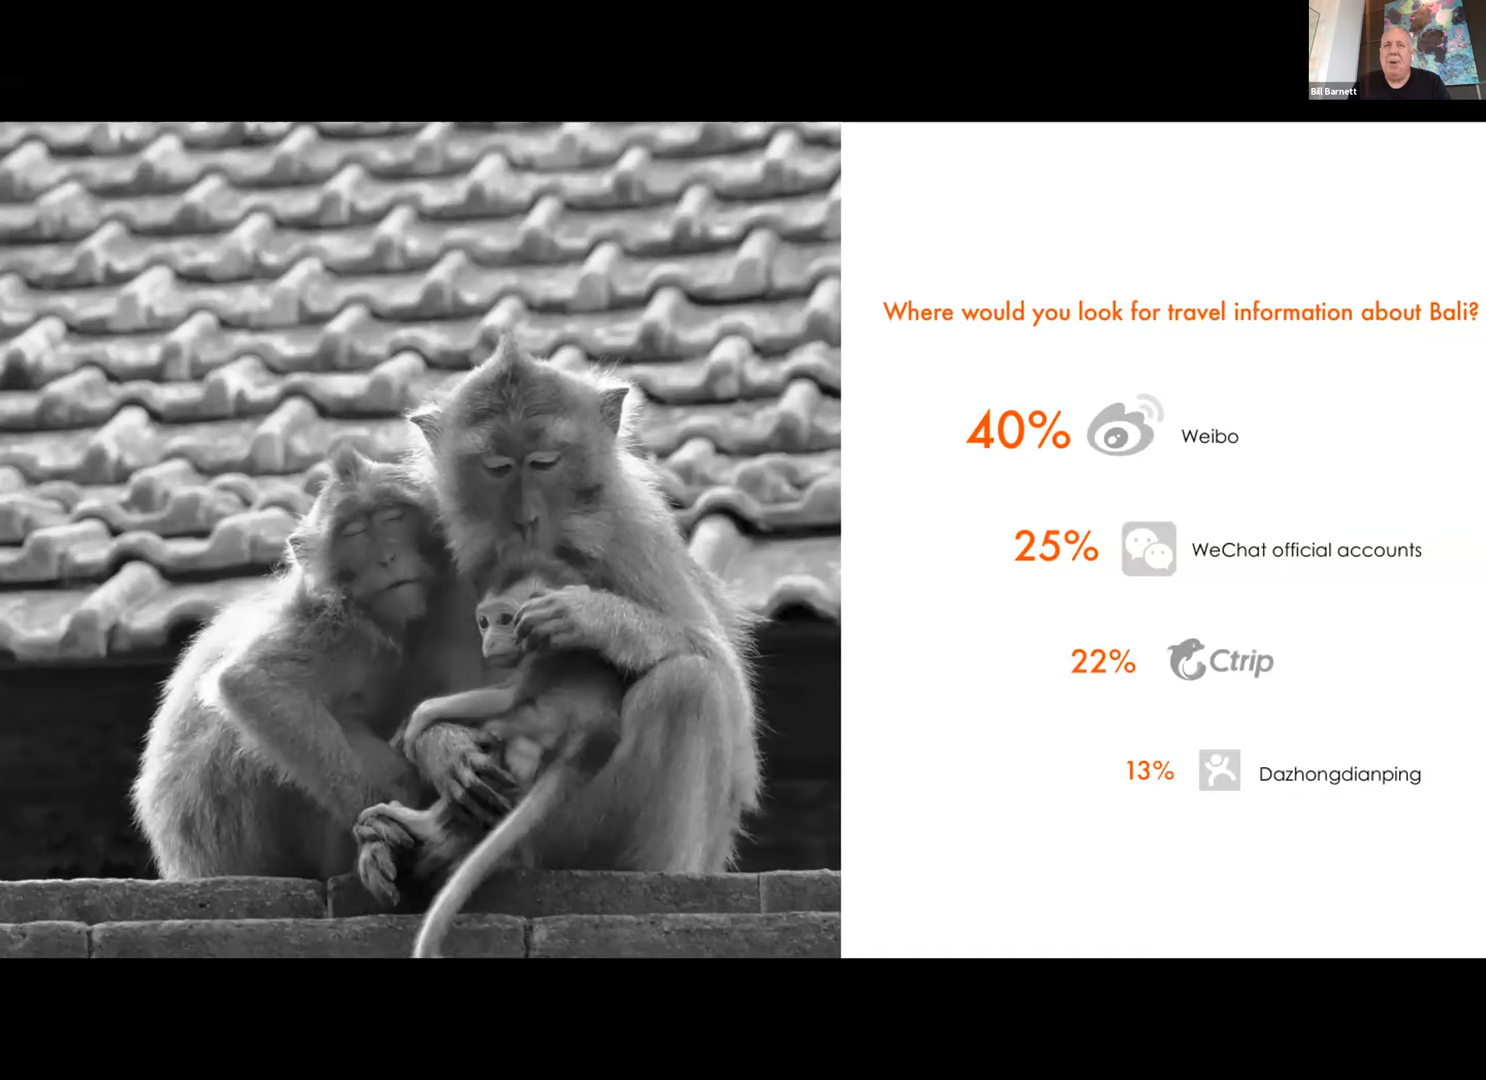 Bill Barnett
Where would you look for travel information about Bali?
40% Weibo
25% WeChat official accounts
22% Ctrip
13% Dazhongdianping